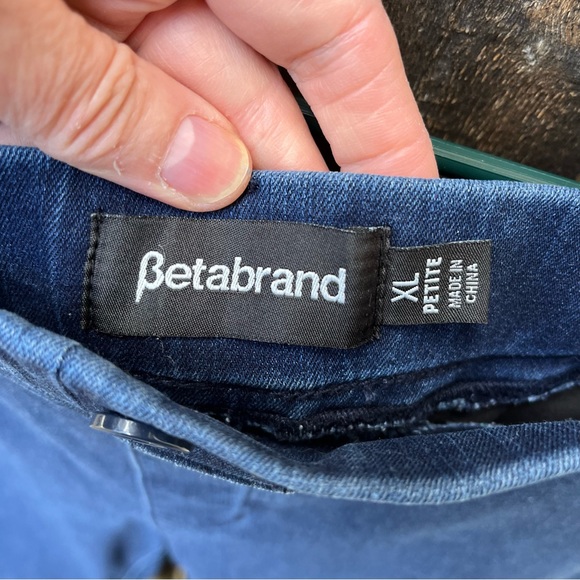 βetabrand
XL
PETITE
MADE IN
CHINA